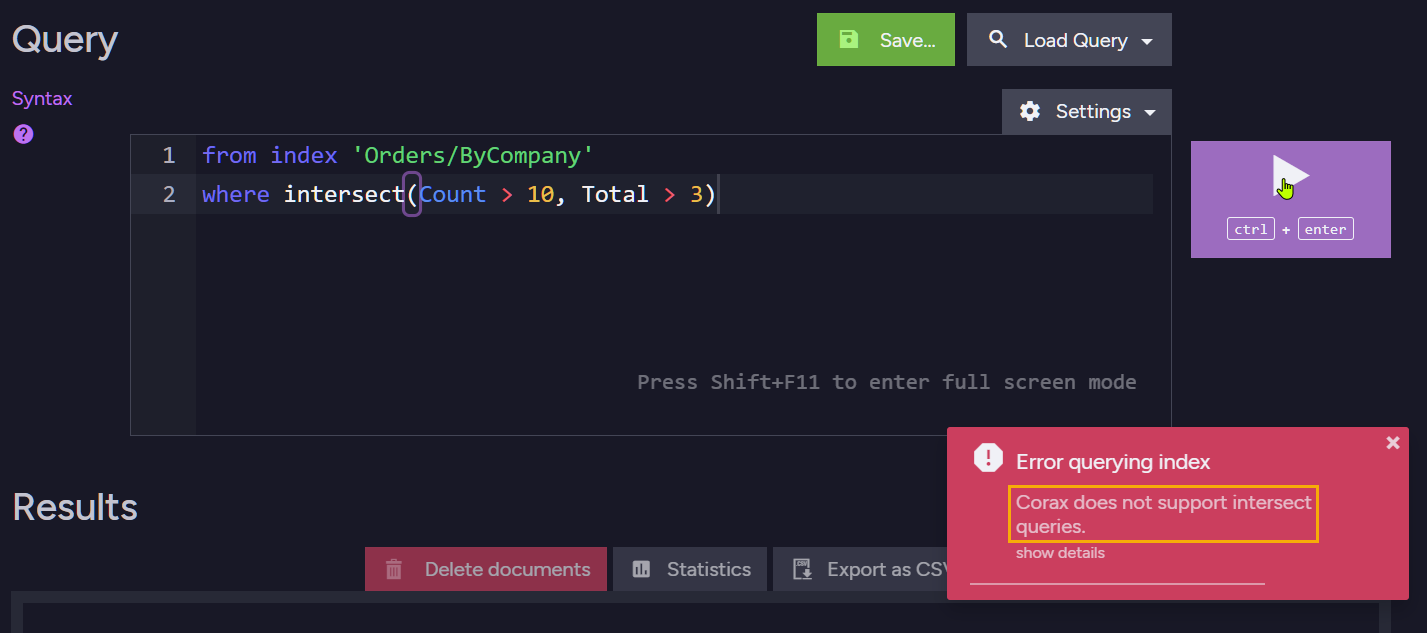 Query
Save...
Load Query
Syntax
Settings
1 from index 'Orders/ByCompany'
2 where intersect(Count > 10, Total > 3)
ctrl + enter
Press Shift+F11 to enter full screen mode
Error querying index
Corax does not support intersect
queries.
show details
Results
Delete documents
Statistics
Export as CSV